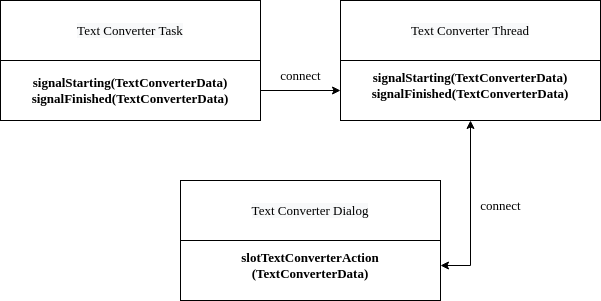 Text Converter Task
Text Converter Thread
signalStarting(TextConverterData)
signalFinished(TextConverterData)
connect
signalStarting(TextConverterData)
signalFinished(TextConverterData)
connect
Text Converter Dialog
slotTextConverterAction
(TextConverterData)